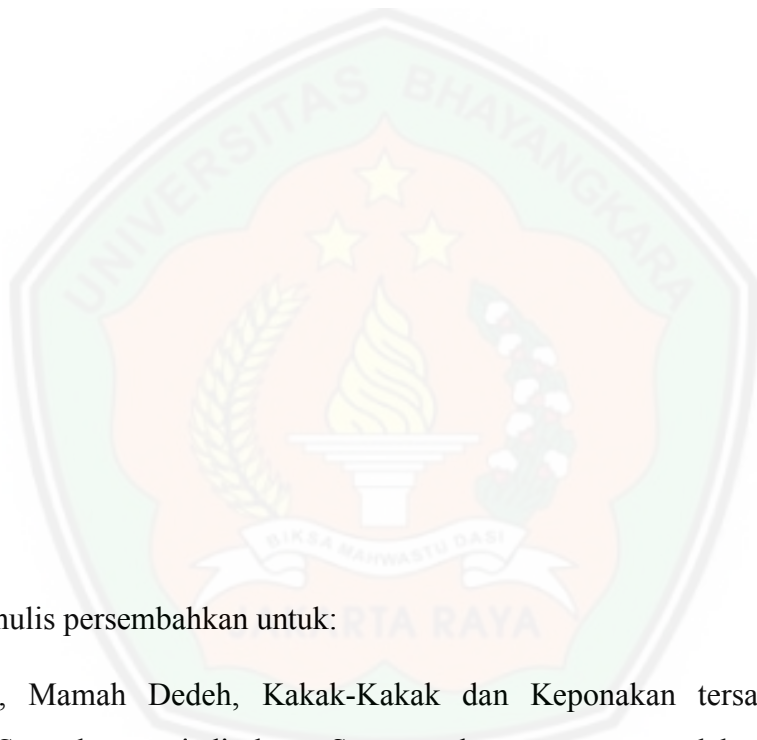 UNIVERSITAS BHAYANGKARA
BIKSA MAHWASTU DASI
JAKARTA RAYA
nulis persembahkan untuk:
, Mamah Dedeh, Kakak-Kakak dan Keponakan tersa